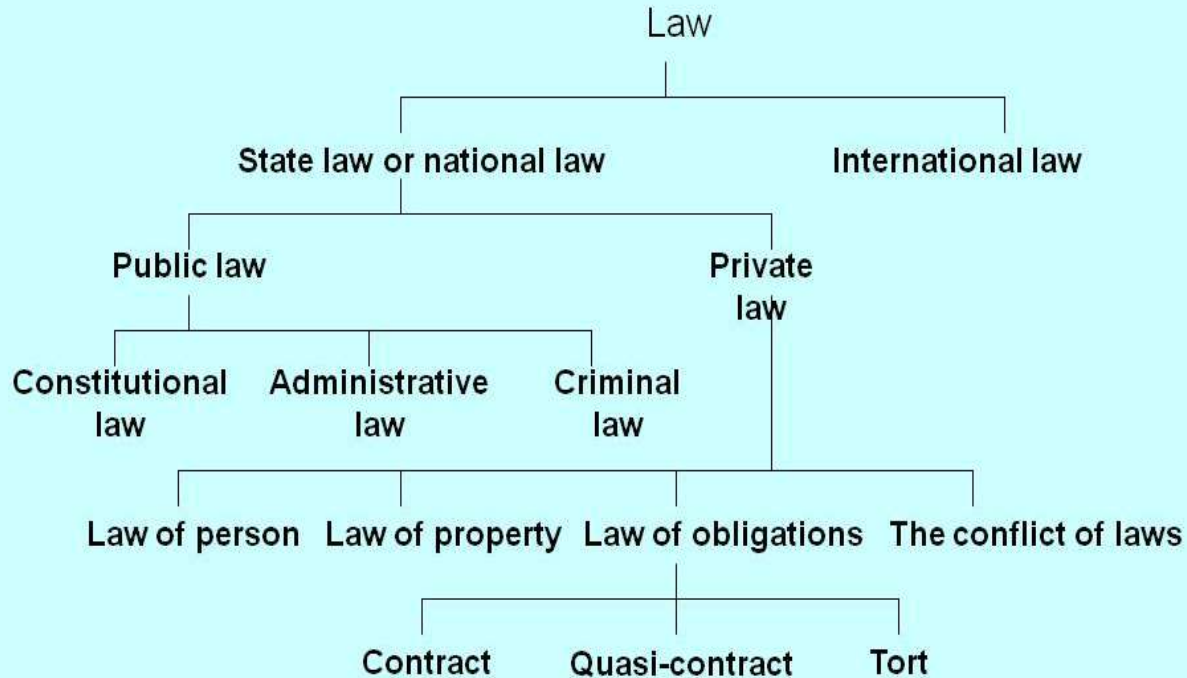 Law
State law or national law
International law
Public law
Private
law
Constitutional
law
Administrative
law
Criminal
law
Law of person
Law of property
Law of obligations
The conflict of laws
Contract
Quasi-contract
Tort